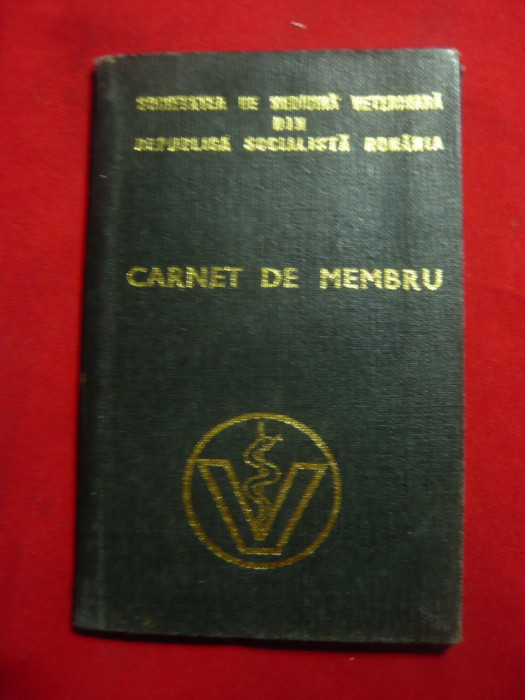 SOCIETATEA DE MEDICINĂ VETERINARĂ
DIN
REPUBLICA SOCIALISTĂ ROMÂNIA
CARNET DE MEMBRU
V